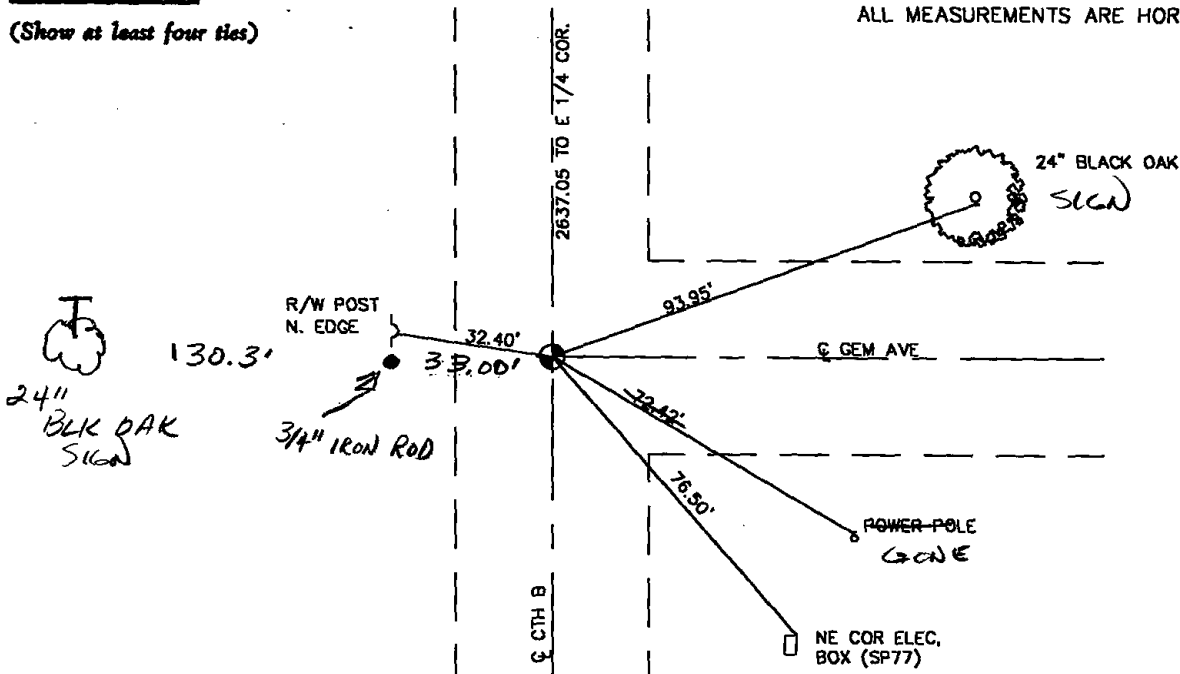 (Show at least four ties)
ALL MEASUREMENTS ARE HOR
2637.05 TO E 1/4 COR.
24" BLACK OAK
SIGN
93.95'
R/W POST
N. EDGE
32.40'
33.00'
130.3'
℄ GEM AVE
24"
BLK OAK
SIGN
3/4" IRON ROD
72.42'
76.50'
POWER POLE
GONE
℄ CTH B
NE COR ELEC,
BOX (SP77)